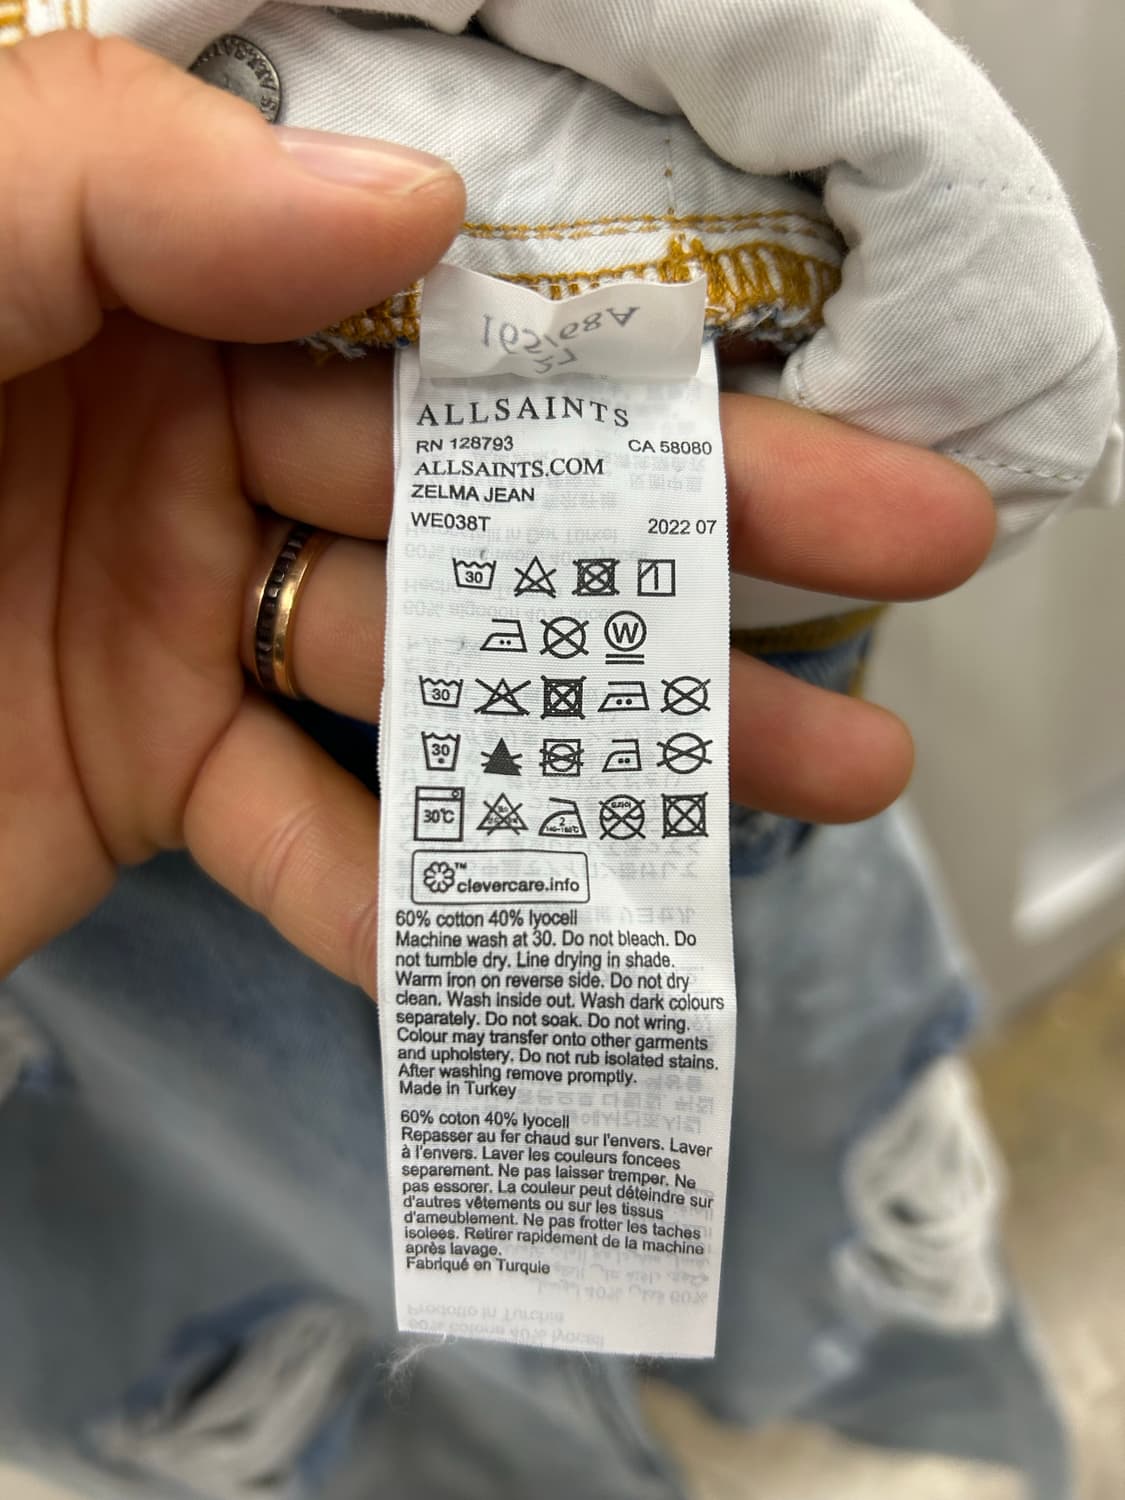 165/68A
27
ALLSAINTS
RN 128793 CA 58080
ALLSAINTS.COM
ZELMA JEAN
WE038T 2022 07
30
W
30
30
30°C
clevercare.info
60% cotton 40% lyocell
Machine wash at 30. Do not bleach. Do
not tumble dry. Line drying in shade.
Warm iron on reverse side. Do not dry
clean. Wash inside out. Wash dark colours
separately. Do not soak. Do not wring.
Colour may transfer onto other garments
and upholstery. Do not rub isolated stains.
After washing remove promptly.
Made in Turkey
60% coton 40% lyocell
Repasser au fer chaud sur l'envers. Laver
à l'envers. Laver les couleurs foncees
separement. Ne pas laisser tremper. Ne
pas essorer. La couleur peut déteindre sur
d'autres vêtements ou sur les tissus
d'ameublement. Ne pas frotter les taches
isolees. Retirer rapidement de la machine
après lavage.
Fabriqué en Turquie